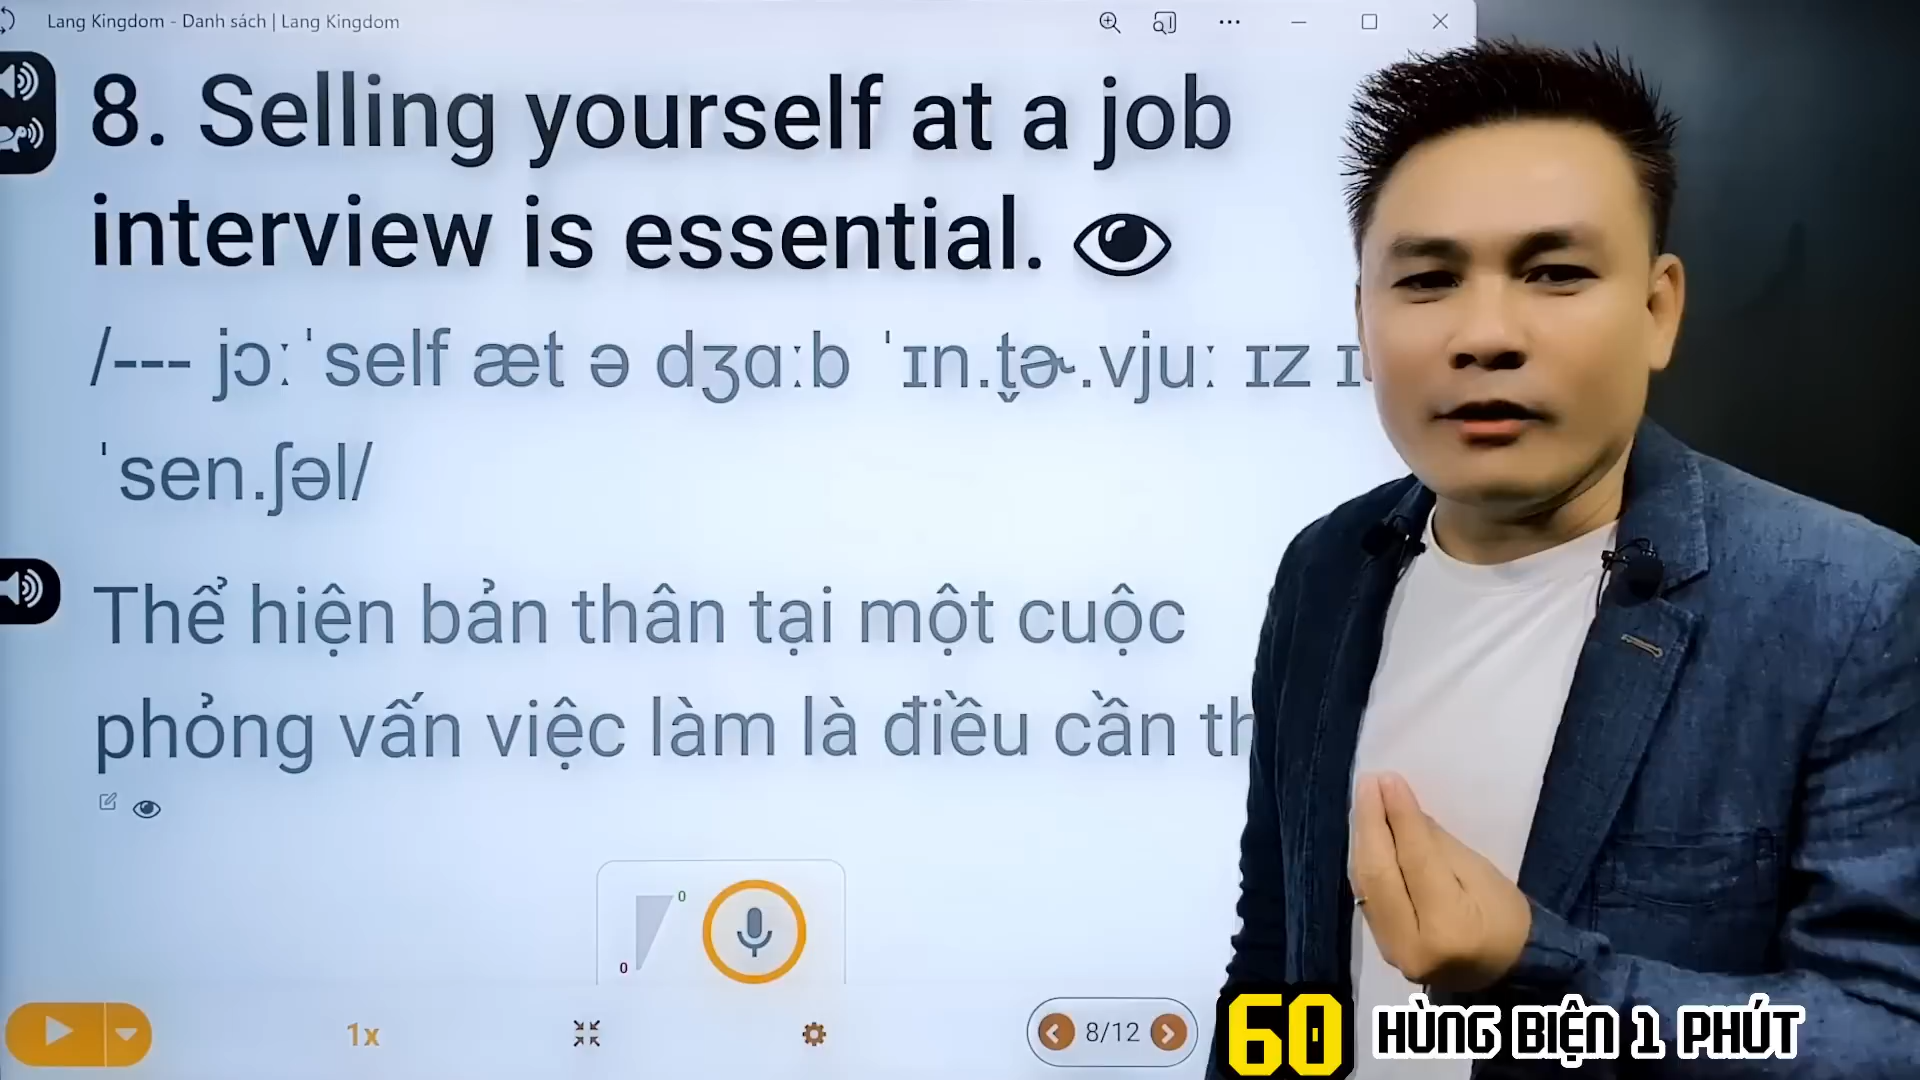 Lang Kingdom - Danh sách | Lang Kingdom
8. Selling yourself at a job
interview is essential.
/--- jɔːˈself æt ə dʒɑːb ˈɪn.t̬ɚ.vjuː ɪz ɪ
ˈsen.ʃəl/
Thể hiện bản thân tại một cuộc
phỏng vấn việc làm là điều cần th
0
0
1x
8/12
60 HÙNG BIỆN 1 PHÚT